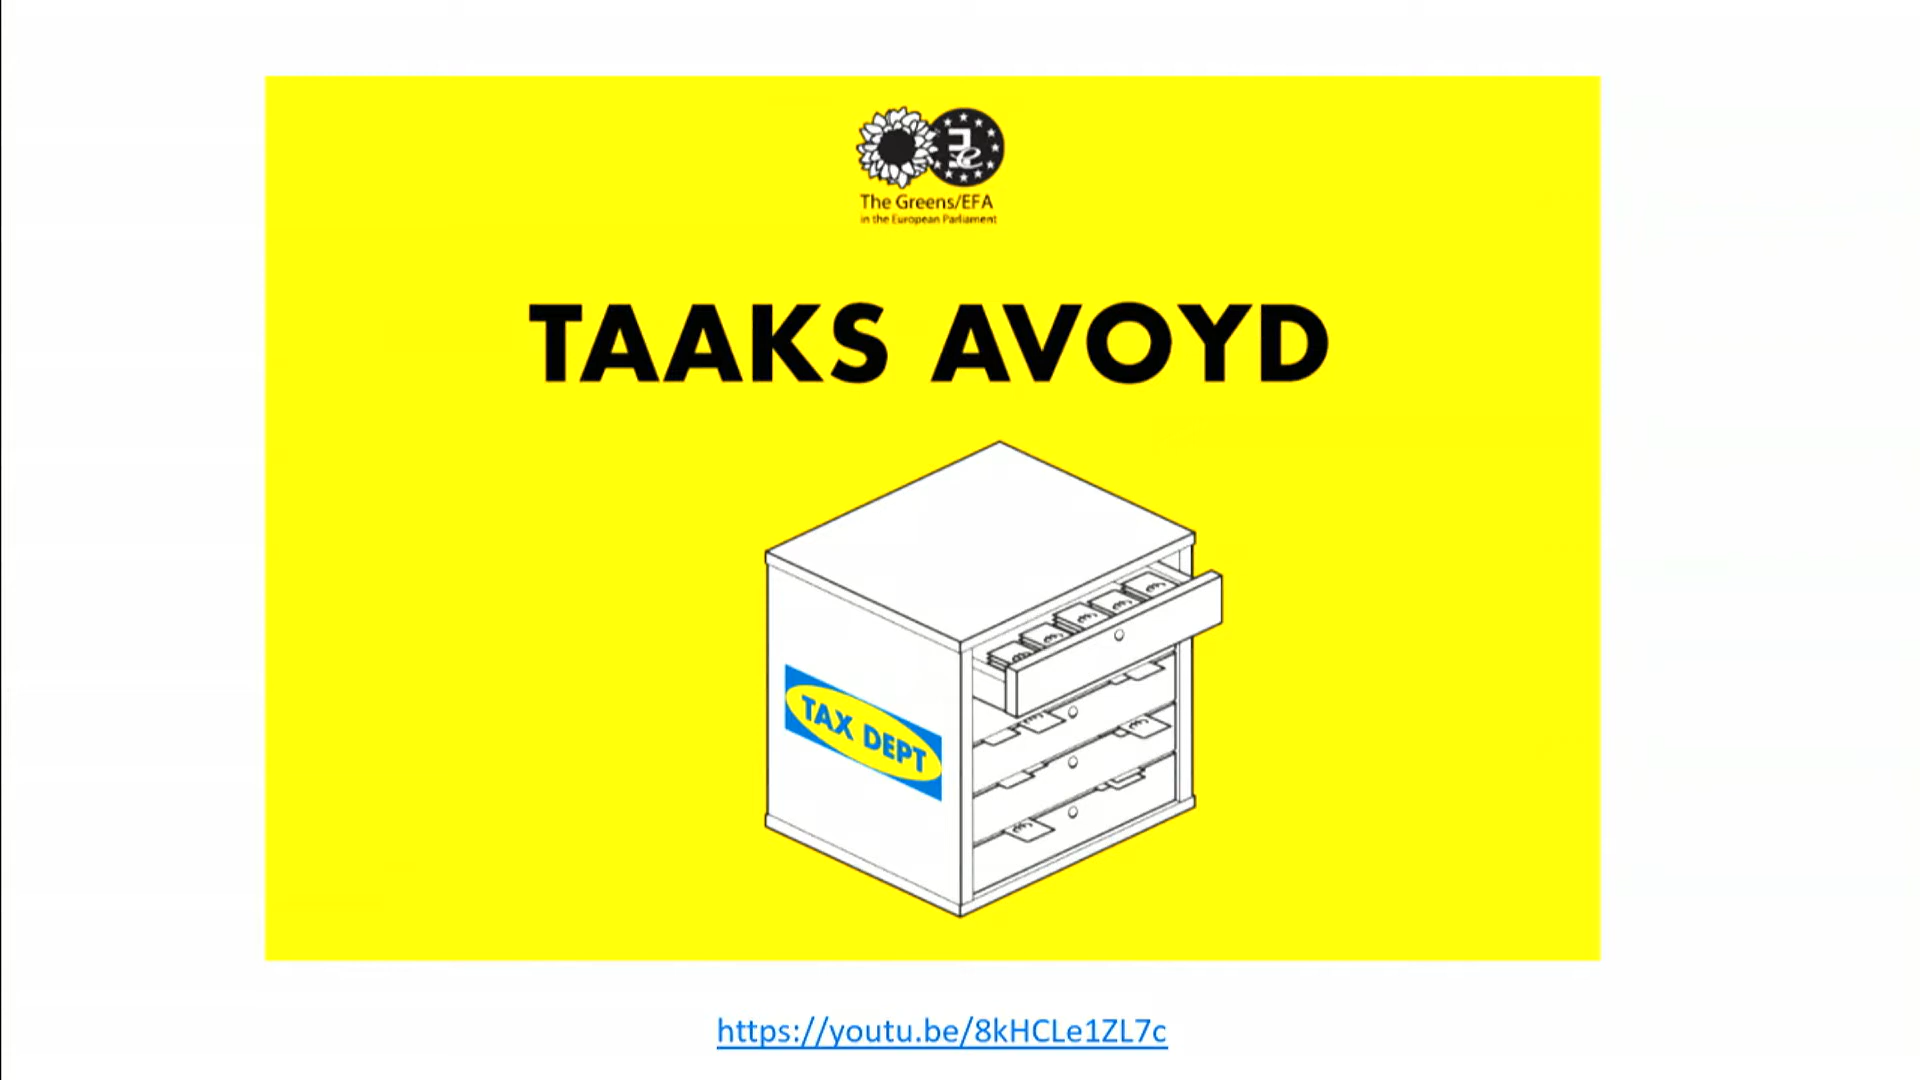 The Greens/EFA
in the European Parliament
TAAKS AVOYD
TAX DEPT
https://youtu.be/8kHCLe1ZL7c